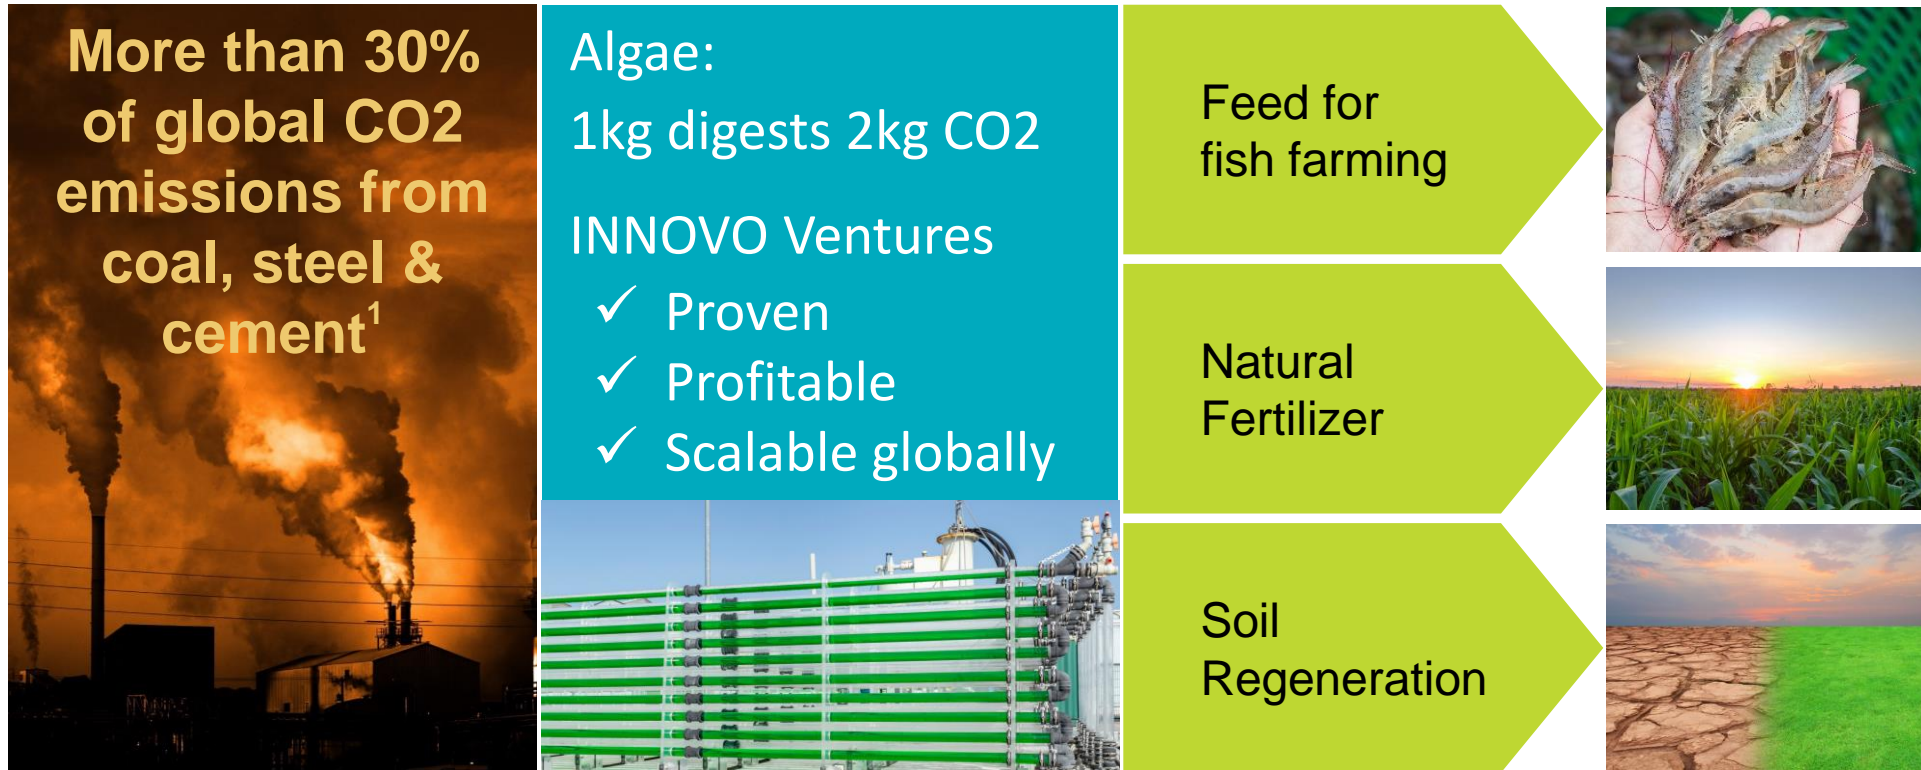 More than 30%
of global CO2
emissions from
coal, steel &
cement¹
Algae:
1kg digests 2kg CO2
INNOVO Ventures
✓ Proven
✓ Profitable
✓ Scalable globally
Feed for
fish farming
Natural
Fertilizer
Soil
Regeneration